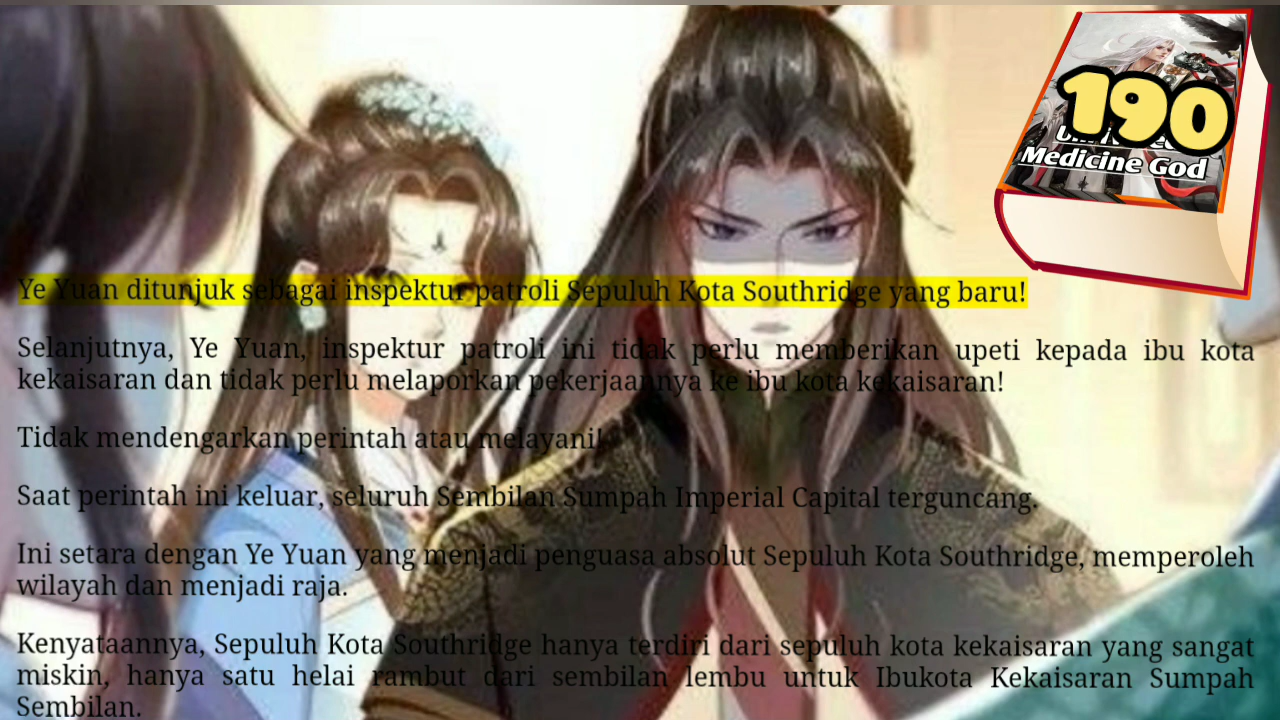 190
Medicine God
Ye Yuan ditunjuk sebagai inspektur patroli Sepuluh Kota Southridge yang baru!
Selanjutnya, Ye Yuan, inspektur patroli ini tidak perlu memberikan upeti kepada ibu kota
kekaisaran dan tidak perlu melaporkan pekerjaannya ke ibu kota kekaisaran!
Tidak mendengarkan perintah atau melayani!
Saat perintah ini keluar, seluruh Sembilan Sumpah Imperial Capital terguncang.
Ini setara dengan Ye Yuan yang menjadi penguasa absolut Sepuluh Kota Southridge, memperoleh
wilayah dan menjadi raja.
Kenyataannya, Sepuluh Kota Southridge hanya terdiri dari sepuluh kota kekaisaran yang sangat
miskin, hanya satu helai rambut dari sembilan lembu untuk Ibukota Kekaisaran Sumpah
Sembilan.